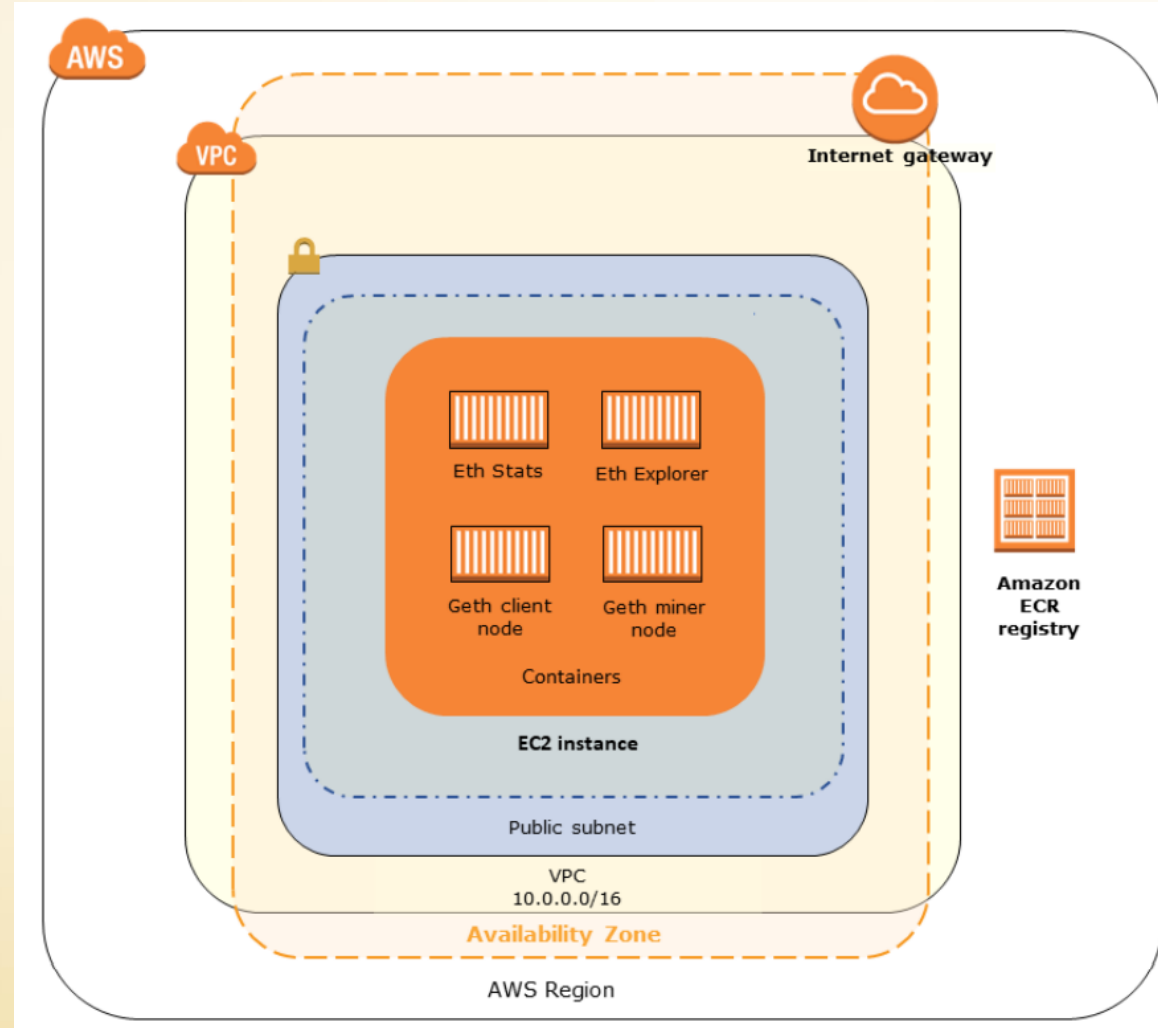 AWS
VPC
Internet gateway
Eth Stats
Eth Explorer
Geth client
node
Geth miner
node
Containers
EC2 instance
Public subnet
VPC
10.0.0.0/16
Availability Zone
AWS Region
Amazon
ECR
registry